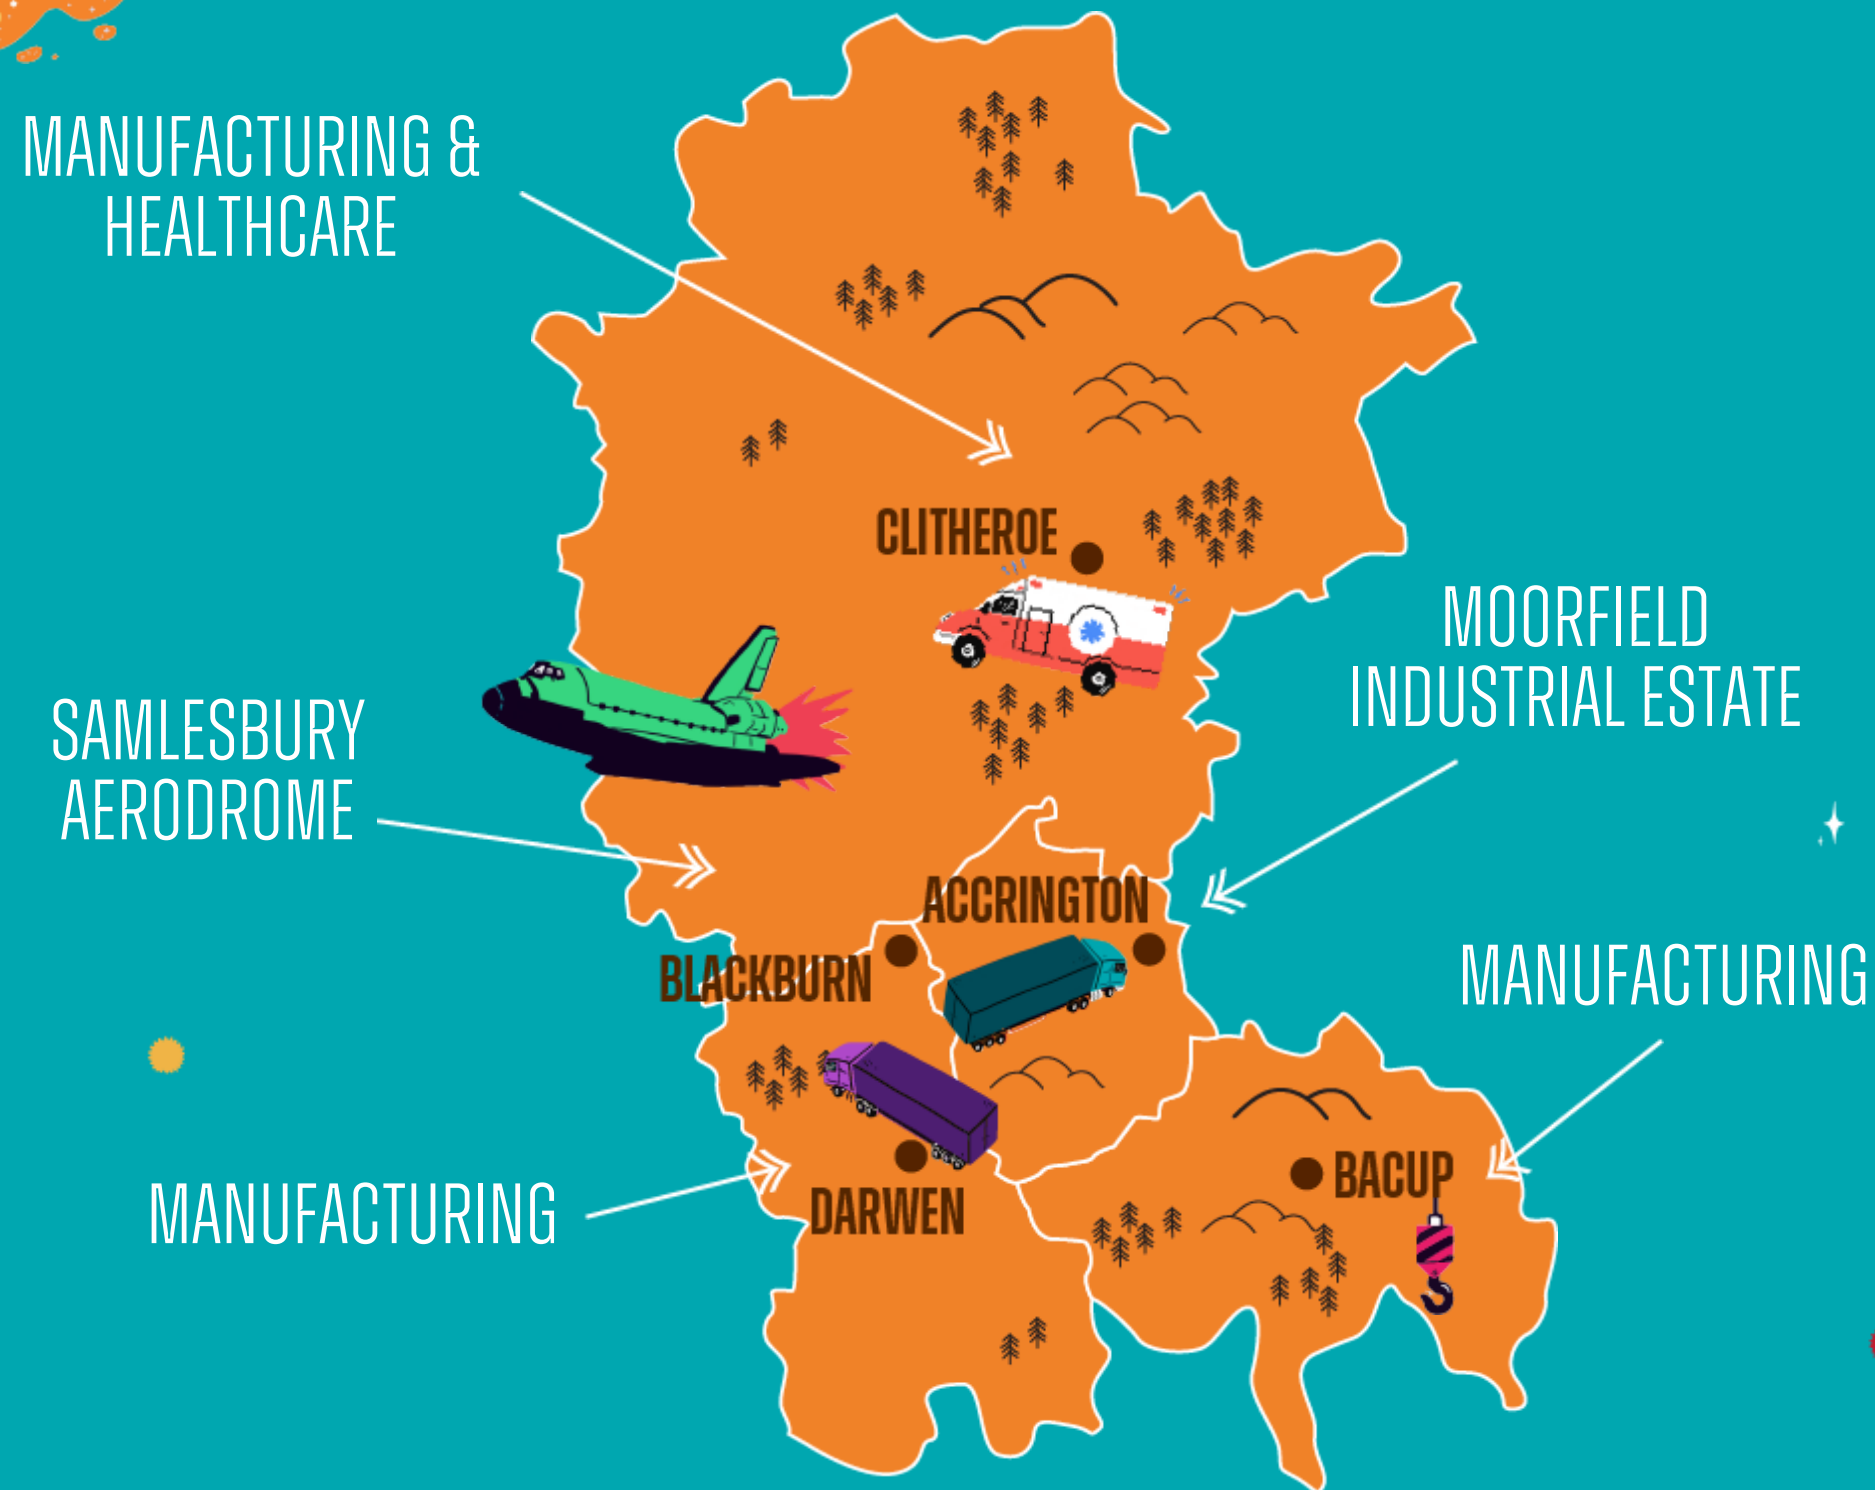 MANUFACTURING &
HEALTHCARE
CLITHEROE
MOORFIELD
INDUSTRIAL ESTATE
SAMLESBURY
AERODROME
ACCRINGTON
BLACKBURN
MANUFACTURING
BACUP
MANUFACTURING
DARWEN